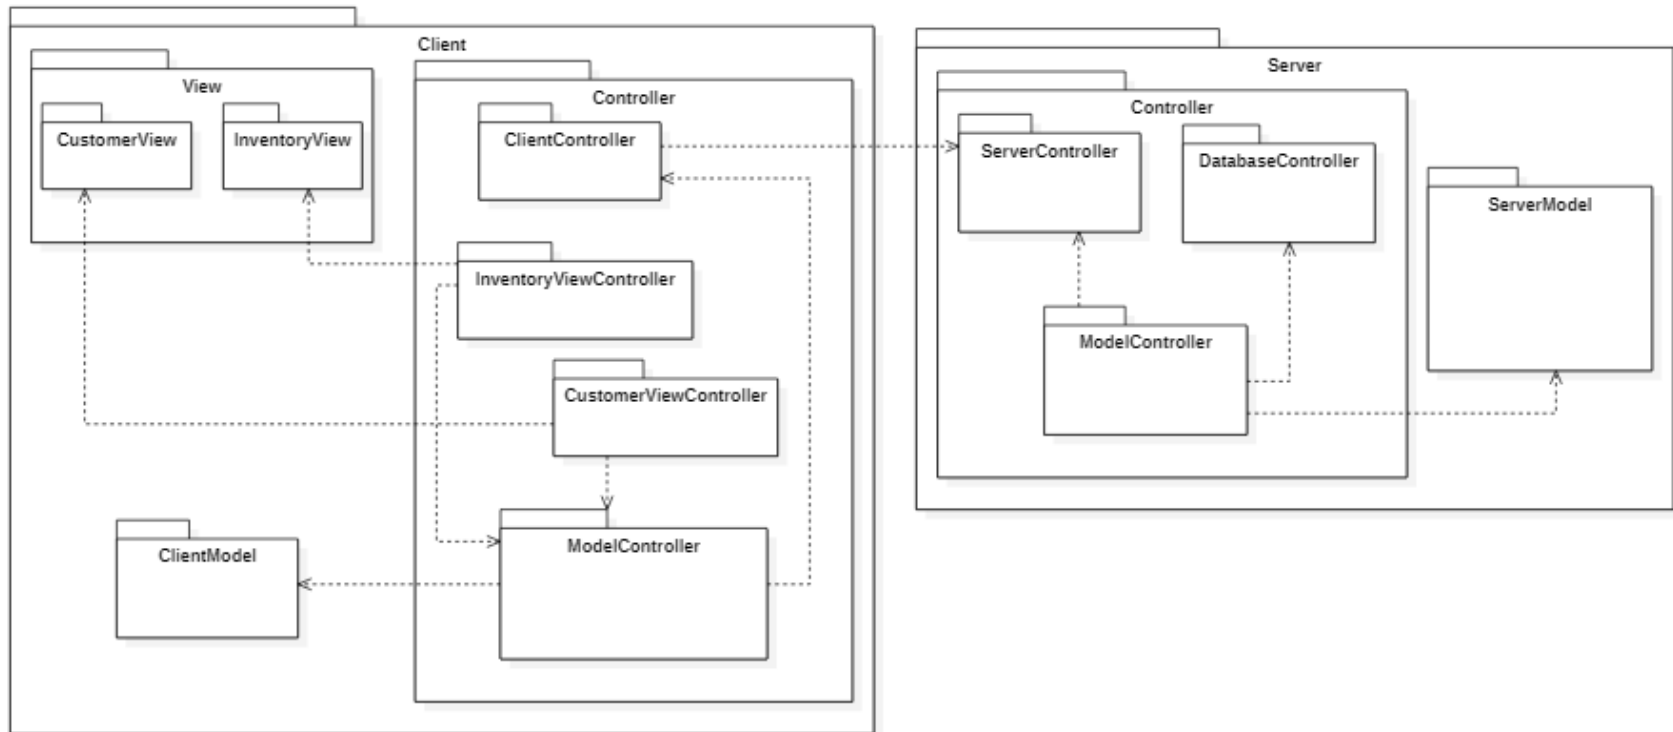 Client
View
CustomerView
InventoryView
Controller
ClientController
InventoryViewController
CustomerViewController
ModelController
ClientModel
Server
Controller
ServerController
DatabaseController
ModelController
ServerModel